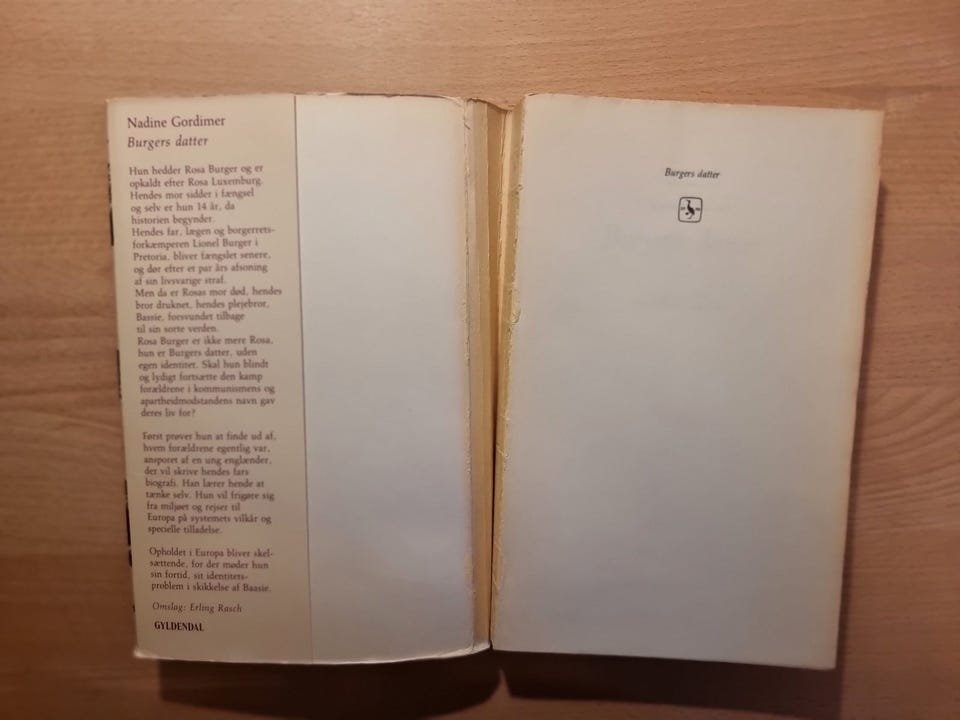 Nadine Gordimer
Burgers datter
Hun hedder Rosa Burger og er
opkaldt efter Rosa Luxemburg.
Hendes mor sidder i fængsel
og selv er hun 14 år, da
historien begynder.
Hendes far, lægen og borgerrets-
forkæmperen Lionel Burger i
Pretoria, bliver fængslet senere,
og dør efter et par års afsoning
af sin livsvarige straf.
Men da er Rosas mor død, hendes
bror druknet, hendes plejebror,
Bassie, forsvundet tilbage
til sin sorte verden.
Rosa Burger er ikke mere Rosa,
hun er Burgers datter, uden
egen identitet. Skal hun blindt
og lydigt fortsætte den kamp
forældrene i kommunismens og
apartheidmodstandens navn gav
deres liv for?
Først prøver hun at finde ud af,
hvem forældrene egentlig var,
ansporet af en ung englænder,
der vil skrive hendes fars
biografi. Han lærer hende at
tænke selv. Hun vil frigøre sig
fra miljøet og rejser til
Europa på systemets vilkår og
specielle tilladelse.
Opholdet i Europa bliver skel-
sættende, for der møder hun
sin fortid, sit identitets-
problem i skikkelse af Baasie.
Omslag: Erling Rasch
GYLDENDAL
Burgers datter